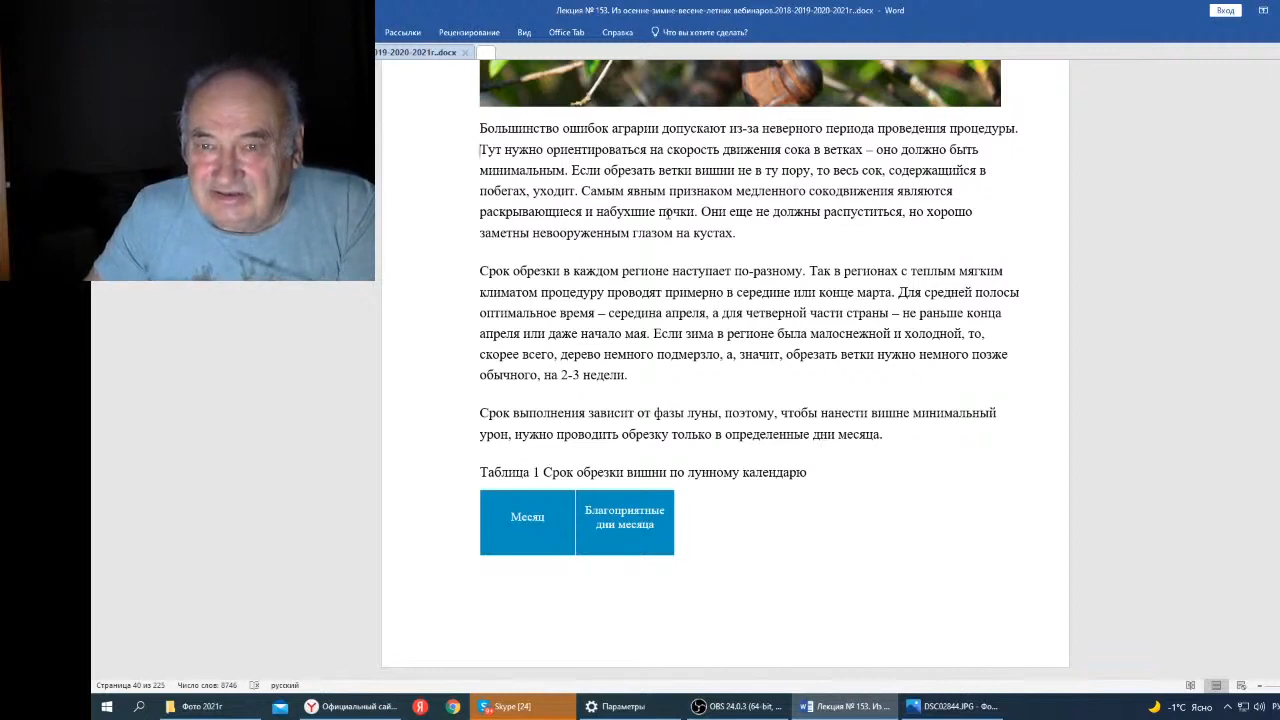 Лекция № 153. Из осенне-зимне-весене-летних вебинаров.2018-2019-2020-2021г..docx - Word
Вход
Рассылки Рецензирование Вид Office Tab Справка Что вы хотите сделать?
019-2020-2021г..docx
Большинство ошибок аграрии допускают из-за неверного периода проведения процедуры.
Тут нужно ориентироваться на скорость движения сока в ветках – оно должно быть
минимальным. Если обрезать ветки вишни не в ту пору, то весь сок, содержащийся в
побегах, уходит. Самым явным признаком медленного сокодвижения являются
раскрывающиеся и набухшие почки. Они еще не должны распуститься, но хорошо
заметны невооруженным глазом на кустах.
Срок обрезки в каждом регионе наступает по-разному. Так в регионах с теплым мягким
климатом процедуру проводят примерно в середине или конце марта. Для средней полосы
оптимальное время – середина апреля, а для четверной части страны – не раньше конца
апреля или даже начало мая. Если зима в регионе была малоснежной и холодной, то,
скорее всего, дерево немного подмерзло, а, значит, обрезать ветки нужно немного позже
обычного, на 2-3 недели.
Срок выполнения зависит от фазы луны, поэтому, чтобы нанести вишне минимальный
урон, нужно проводить обрезку только в определенные дни месяца.
Таблица 1 Срок обрезки вишни по лунному календарю
Месяц
Благоприятные
дни месяца
Страница 40 из 225 Число слов: 8746 русский
Фото 2021г Официальный сай... Skype [24] Параметры OBS 24.0.3 (64-bit, ... Лекция № 153. Из ... DSC02844.JPG - Фо... -1°C Ясно